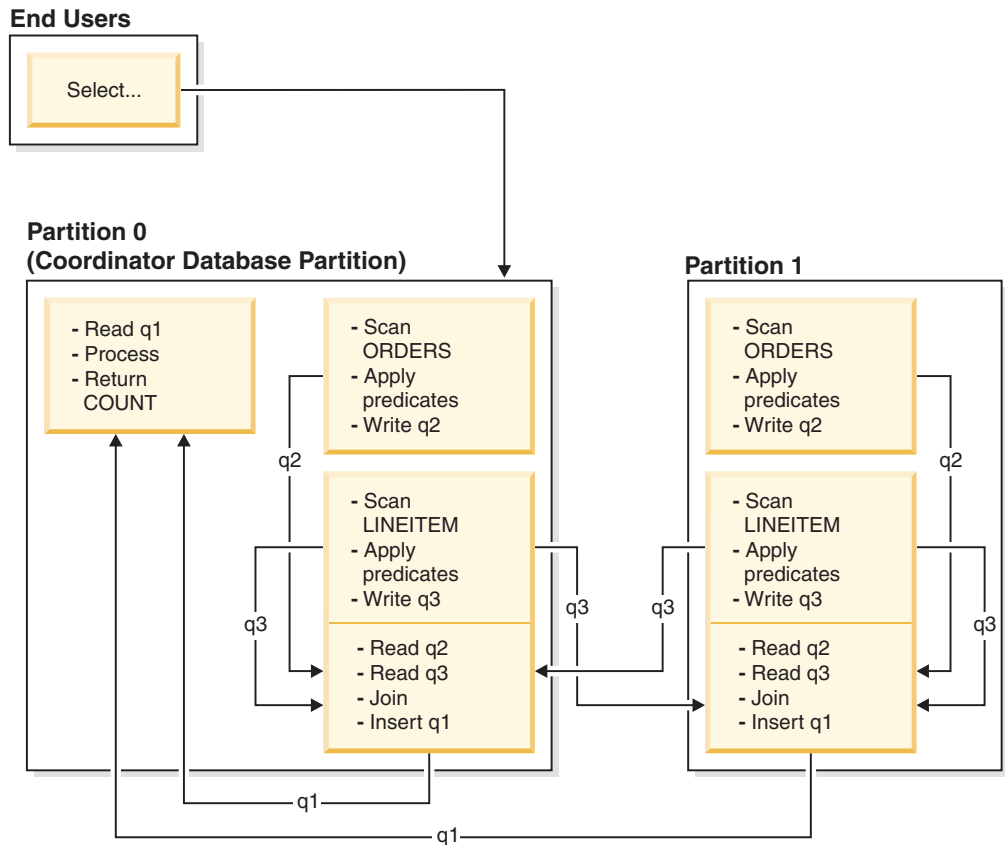 End Users
Select...
Partition 0
(Coordinator Database Partition)
- Read q1
- Process
- Return
COUNT
- Scan
ORDERS
- Apply
predicates
- Write q2
q2
- Scan
LINEITEM
- Apply
predicates
- Write q3
q3
q3
- Read q2
- Read q3
- Join
- Insert q1
Partition 1
- Scan
ORDERS
- Apply
predicates
- Write q2
q2
- Scan
LINEITEM
- Apply
predicates
- Write q3
q3
q3
- Read q2
- Read q3
- Join
- Insert q1
q1
q1